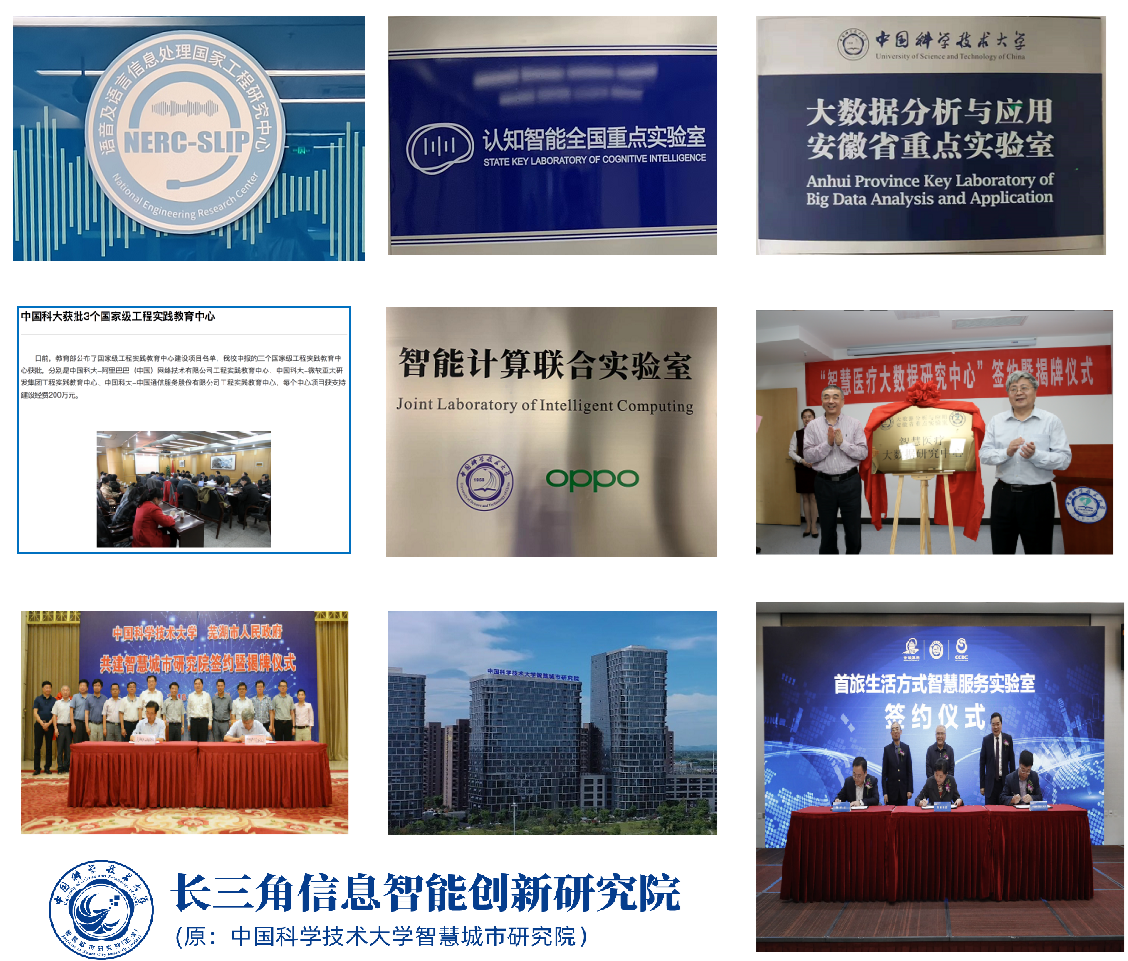 语音及语言信息处理国家工程研究中心
NERC-SLIP
National Engineering Research Center
认知智能全国重点实验室
STATE KEY LABORATORY OF COGNITIVE INTELLIGENCE
中国科学技术大学
University of Science and Technology of China
大数据分析与应用
安徽省重点实验室
Anhui Province Key Laboratory of
Big Data Analysis and Application
中国科大获批3个国家级工程实践教育中心
日前，教育部公布了国家级工程实践教育中心建设项目名单，我校申报的三个国家级工程实践教育中
心获批，分别是中国科大-阿里巴巴（中国）网络技术有限公司工程实践教育中心、中国科大-微软亚太研
发集团工程实践教育中心、中国科大-中国通信服务股份有限公司工程实践教育中心，每个中心项目获支持
建设经费200万元。
智能计算联合实验室
Joint Laboratory of Intelligent Computing
1958
oppo
“智慧医疗大数据研究中心”签约暨揭牌仪式
智慧医疗
大数据研究中心
中国科学技术大学 芜湖市人民政府
共建智慧城市研究院签约暨揭牌仪式
中国科学技术大学智慧城市研究院
首旅生活方式智慧服务实验室
签约仪式
长三角信息智能创新研究院
(原：中国科学技术大学智慧城市研究院)